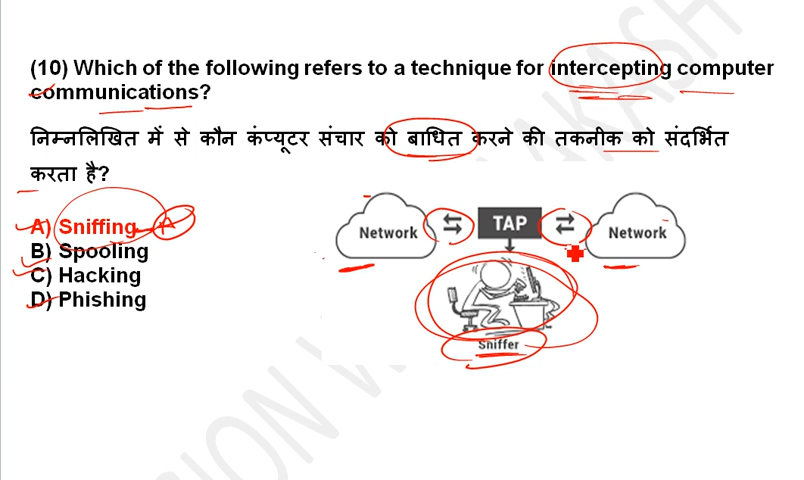 (10) Which of the following refers to a technique for intercepting computer
communications?
निम्नलिखित में से कौन कंप्यूटर संचार को बाधित करने की तकनीक को संदर्भित
करता है?
A) Sniffing A
B) Spooling
C) Hacking
D) Phishing
Network TAP Network
Sniffer